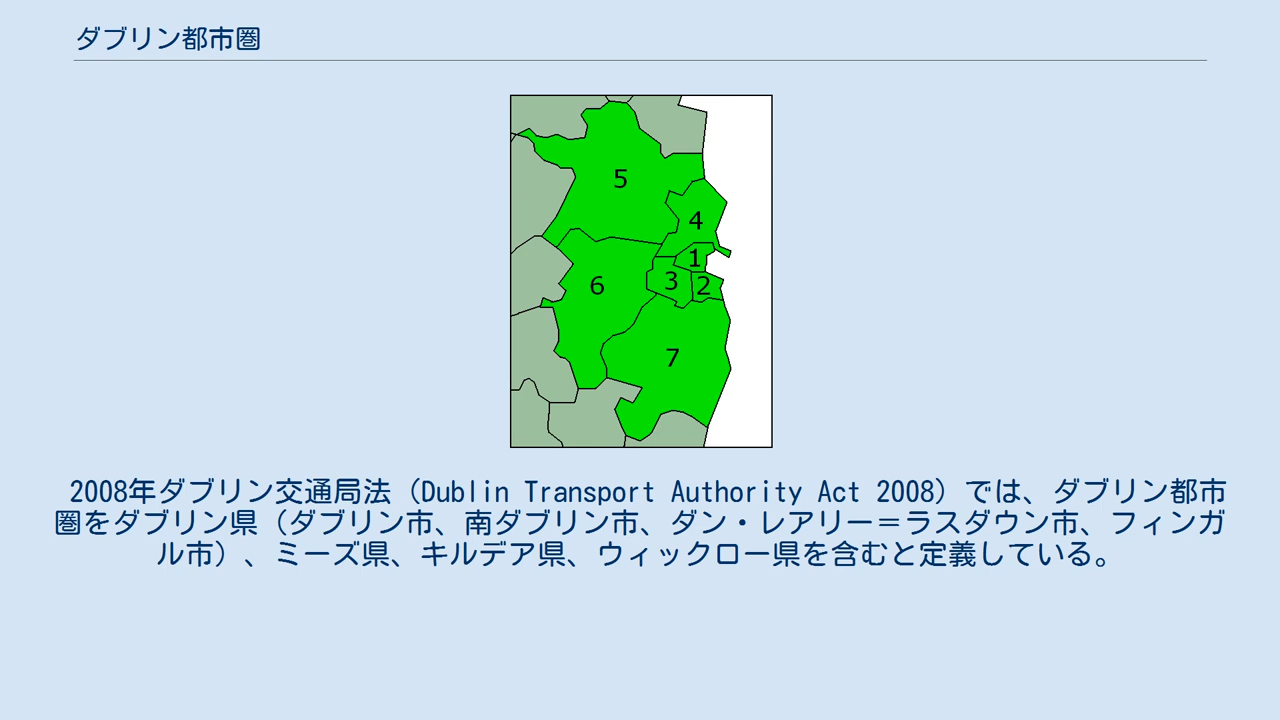 ダブリン都市圏
5
4
1
3
2
6
7
2008年ダブリン交通局法（Dublin Transport Authority Act 2008）では、ダブリン都市
圏をダブリン県（ダブリン市、南ダブリン市、ダン・レアリー＝ラスダウン市、フィンガ
ル市）、ミーズ県、キルデア県、ウィックロー県を含むと定義している。